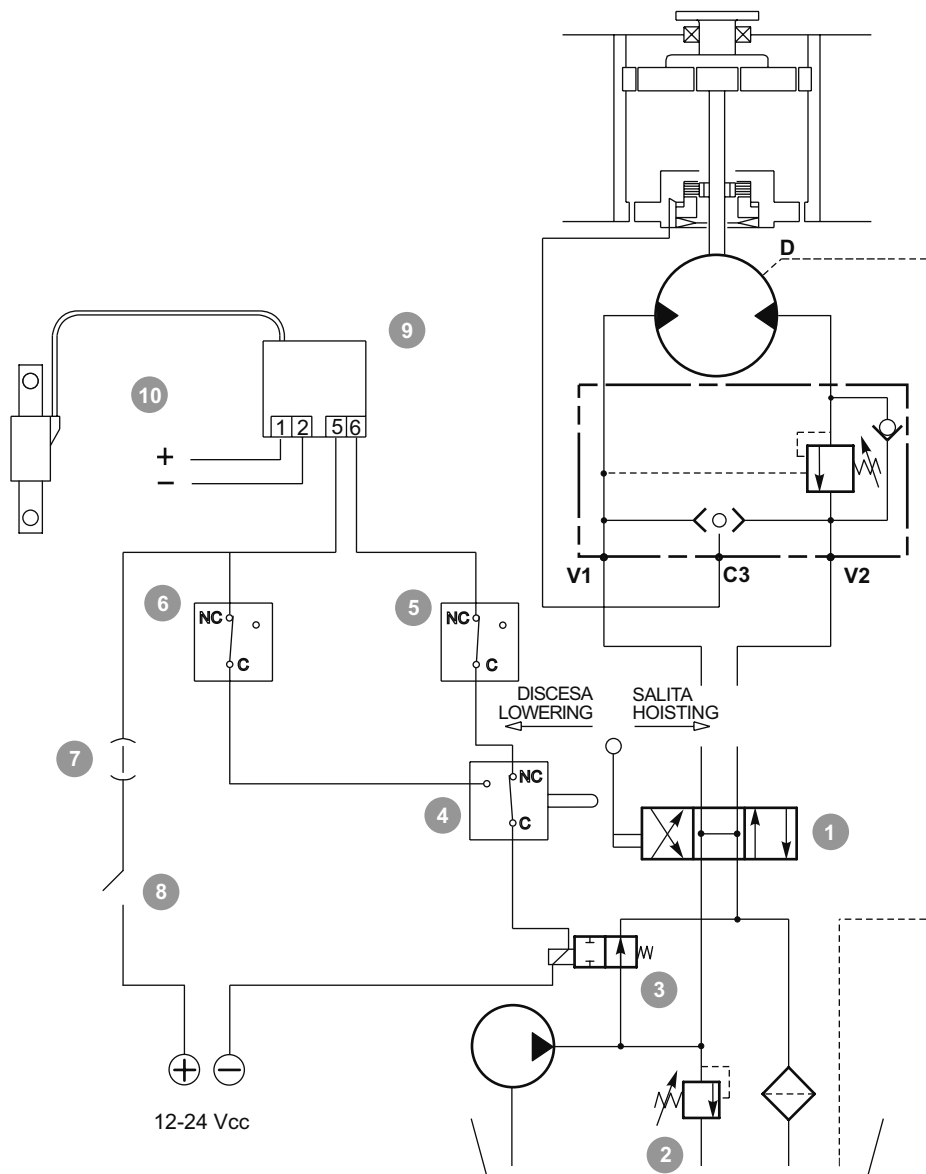 D
9
10
1 2 5 6
+
−
V1 C3 V2
6
NC
C
5
NC
C
DISCESA SALITA
LOWERING HOISTING
7
NC
4
C
1
8
3
+ −
12-24 Vcc
2